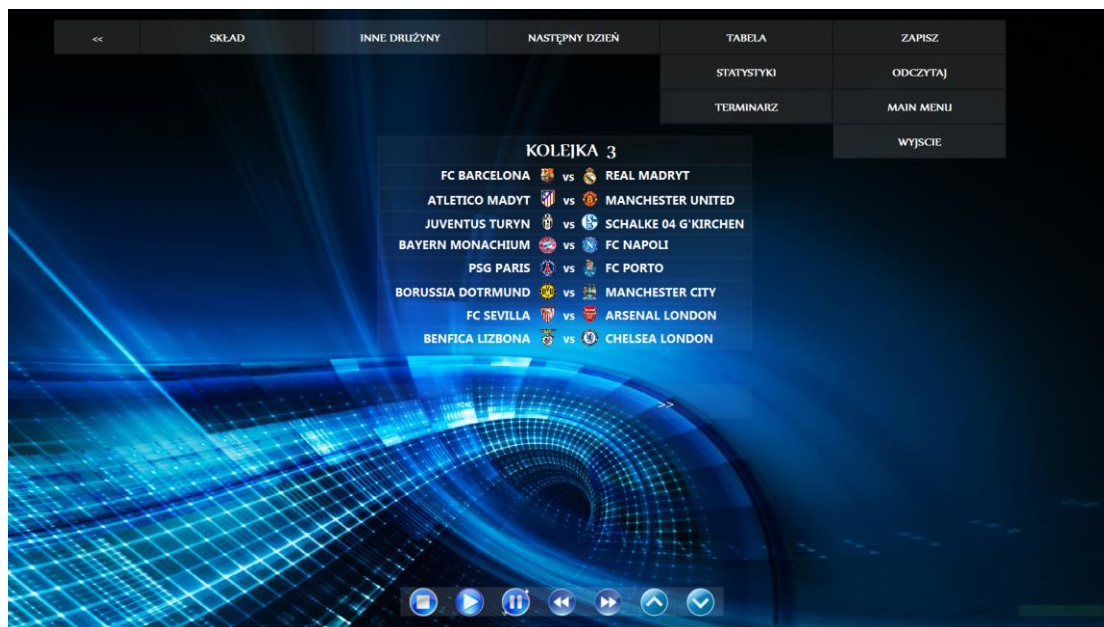 << SKŁAD INNE DRUŻYNY NASTĘPNY DZIEŃ TABELA ZAPISZ
STATYSTYKI ODCZYTAJ
TERMINARZ MAIN MENU
WYJSCIE
KOLEJKA 3
FC BARCELONA vs REAL MADRYT
ATLETICO MADYT vs MANCHESTER UNITED
JUVENTUS TURYN vs SCHALKE 04 G'KIRCHEN
BAYERN MONACHIUM vs FC NAPOLI
PSG PARIS vs FC PORTO
BORUSSIA DOTRMUND vs MANCHESTER CITY
FC SEVILLA vs ARSENAL LONDON
BENFICA LIZBONA vs CHELSEA LONDON
<< >>